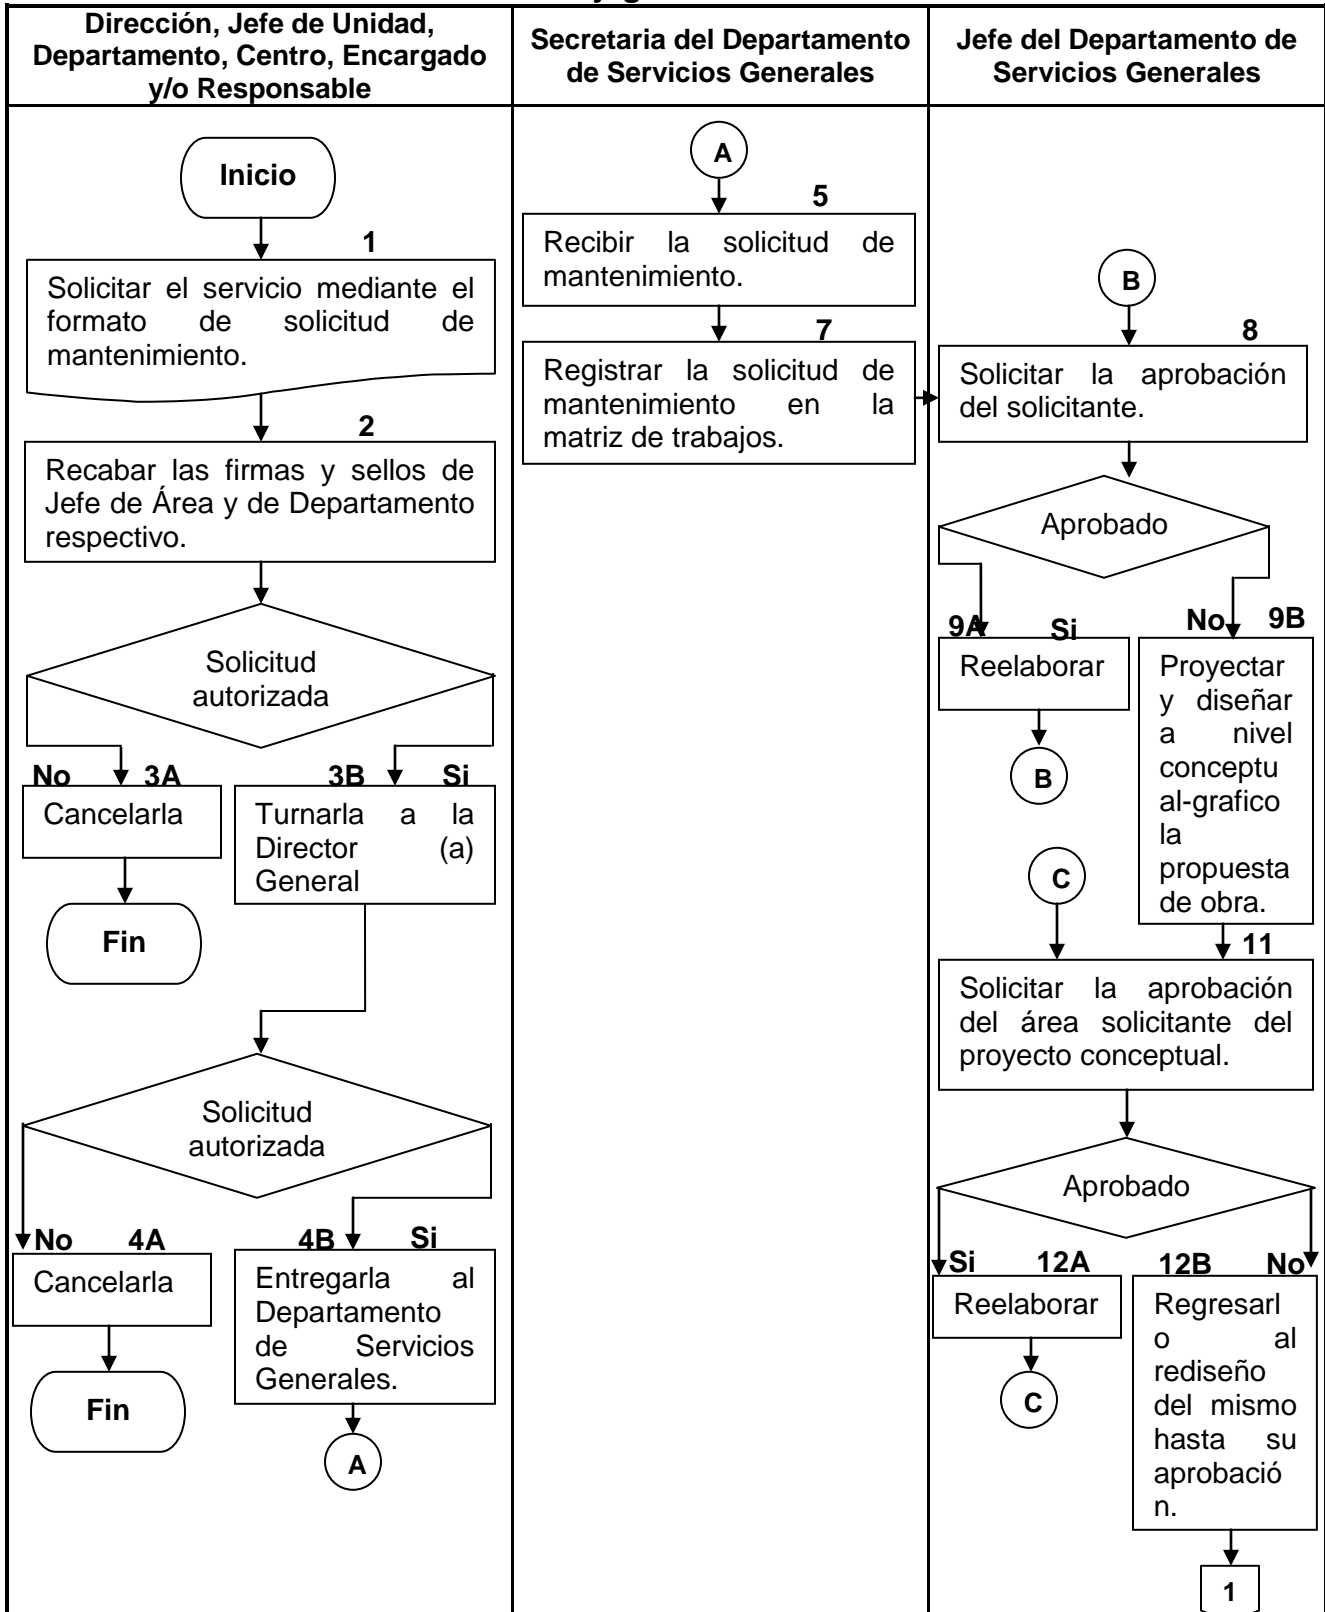 Dirección, Jefe de Unidad,
Departamento, Centro, Encargado
y/o Responsable
Secretaria del Departamento
de Servicios Generales
Jefe del Departamento de
Servicios Generales
Inicio
1
Solicitar el servicio mediante el
formato de solicitud de
mantenimiento.
2
Recabar las firmas y sellos de
Jefe de Área y de Departamento
respectivo.
Solicitud
autorizada
No 3A
Cancelarla
Fin
3B Si
Turnarla a la
Director (a)
General
Solicitud
autorizada
No 4A
Cancelarla
Fin
4B Si
Entregarla al
Departamento
de Servicios
Generales.
A
A
5
Recibir la solicitud de
mantenimiento.
7
Registrar la solicitud de
mantenimiento en la
matriz de trabajos.
B
8
Solicitar la aprobación
del solicitante.
Aprobado
9A Si
Reelaborar
B
No 9B
Proyectar
y diseñar
a nivel
conceptu
al-grafico
la
propuesta
de obra.
C
11
Solicitar la aprobación
del área solicitante del
proyecto conceptual.
Aprobado
Si 12A
Reelaborar
C
12B No
Regresarl
o al
rediseño
del mismo
hasta su
aprobació
n.
1